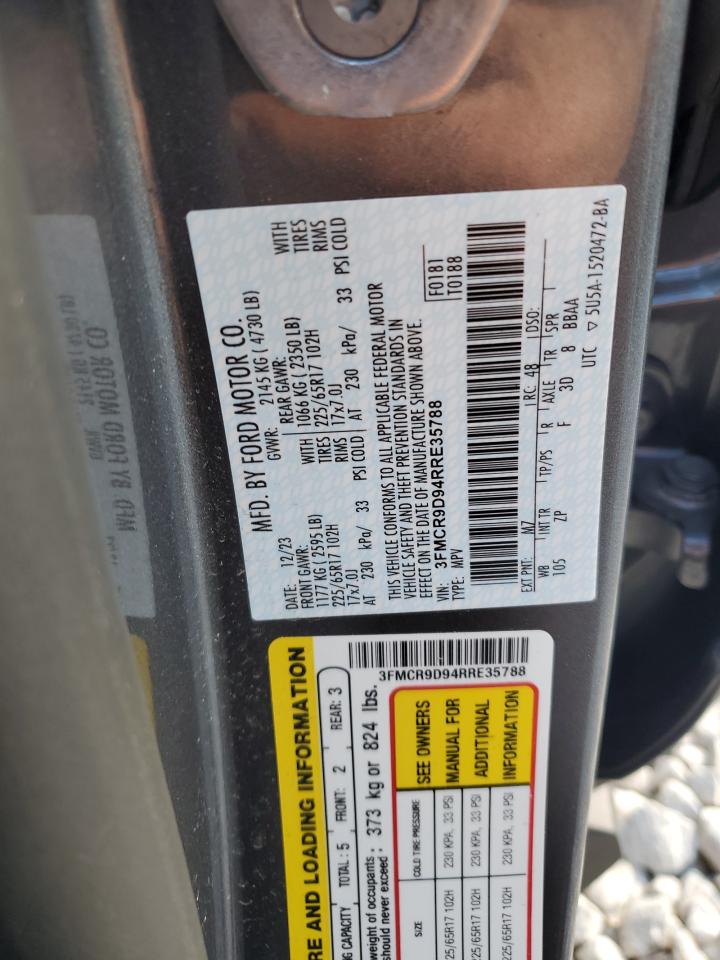 MFD. BY FORD MOTOR CO.
DATE: 12/23 GVWR: 2145 KG ( 4730 LB)
FRONT GAWR: REAR GAWR: WITH
1177 KG ( 2595 LB) WITH 1066 KG ( 2350 LB) TIRES
225/65R17 102H TIRES 225/65R17 102H RIMS
17x7.0J RIMS 17x7.0J
AT 230 kPa/ 33 PSI COLD AT 230 kPa/ 33 PSI COLD
THIS VEHICLE CONFORMS TO ALL APPLICABLE FEDERAL MOTOR
VEHICLE SAFETY AND THEFT PREVENTION STANDARDS IN
EFFECT ON THE DATE OF MANUFACTURE SHOWN ABOVE.
VIN: 3FMCR9D94RRE35788 F0181
TYPE: MPV T0188
EXT PNT: M7 RC: 48 DSO:
WB INT TR TP/PS R AXLE TR SPR
105 ZP F 3D 8 BBAA
UTC ▽ 5U5A-1520472-BA
RE AND LOADING INFORMATION
NG CAPACITY TOTAL : 5 FRONT: 2 REAR: 3
weight of occupants :
should never exceed : 373 kg or 824 lbs.
3FMCR9D94RRE35788
SIZE COLD TIRE PRESSURE SEE OWNERS
25/65R17 102H 230 KPA, 33 PSI MANUAL FOR
225/65R17 102H 230 KPA, 33 PSI ADDITIONAL
225/65R17 102H 230 KPA, 33 PSI INFORMATION
MFD. BY FORD MOTOR CO.